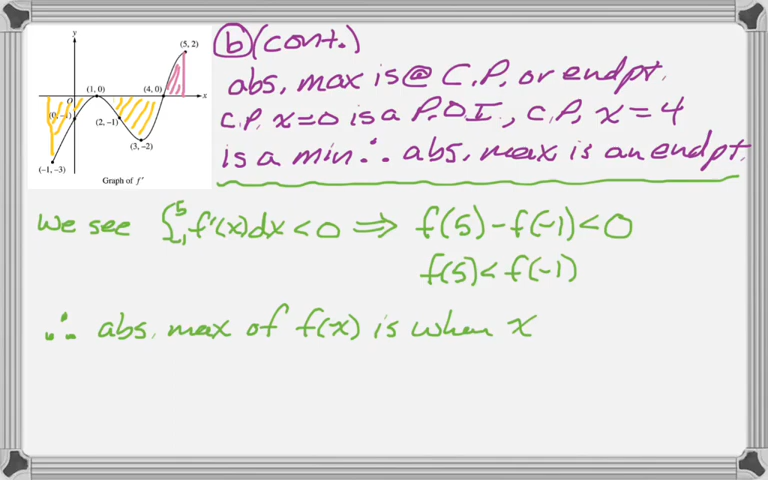 y
(5, 2)
(1, 0)
(4, 0)
x
O
(0, -1)
(2, -1)
(3, -2)
(-1, -3)
Graph of f′
b (cont.)
abs. max is @ C.P. or endpt.
C.P. x=0 is a P.O.I., C.P. x=4
is a min ∴ abs. max is an endpt.
We see ∫₋₁⁵ f'(x)dx < 0 ⟹ f(5) - f(-1) < 0
f(5) < f(-1)
∴ abs. max of f(x) is when x